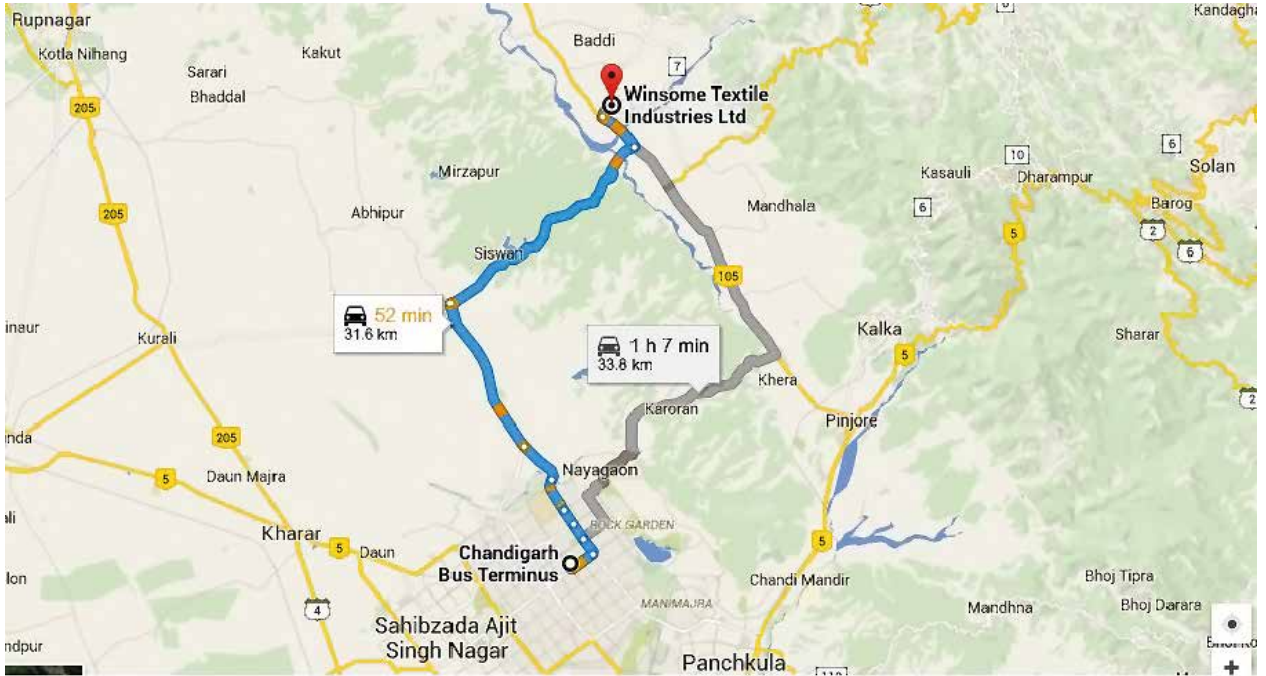 Rupnagar
Kandagha
Baddi
Kotla Nihang
Kakut
Sarari
7
Bhaddal
Winsome Textile
Industries Ltd
205
6
10
Solan
Mirzapur
Kasauli
Dharampur
Abhipur
Mandhala
6
Barog
205
5
2
Siswan
6
105
52 min
31.6 km
inaur
Kurali
1 h 7 min
33.8 km
Kalka
Sharar
5
Khera
2
Karoran
Pinjore
nda
205
Nayagaon
5
Daun Majra
ROCK GARDEN
ali
Kharar
5
Daun
5
Chandigarh
Bus Terminus
lon
Chandi Mandir
Bhoj Tipra
4
MANIMAJRA
Mandhna
Bhoj Darara
Sahibzada Ajit
Singh Nagar
ndpur
Panchkula